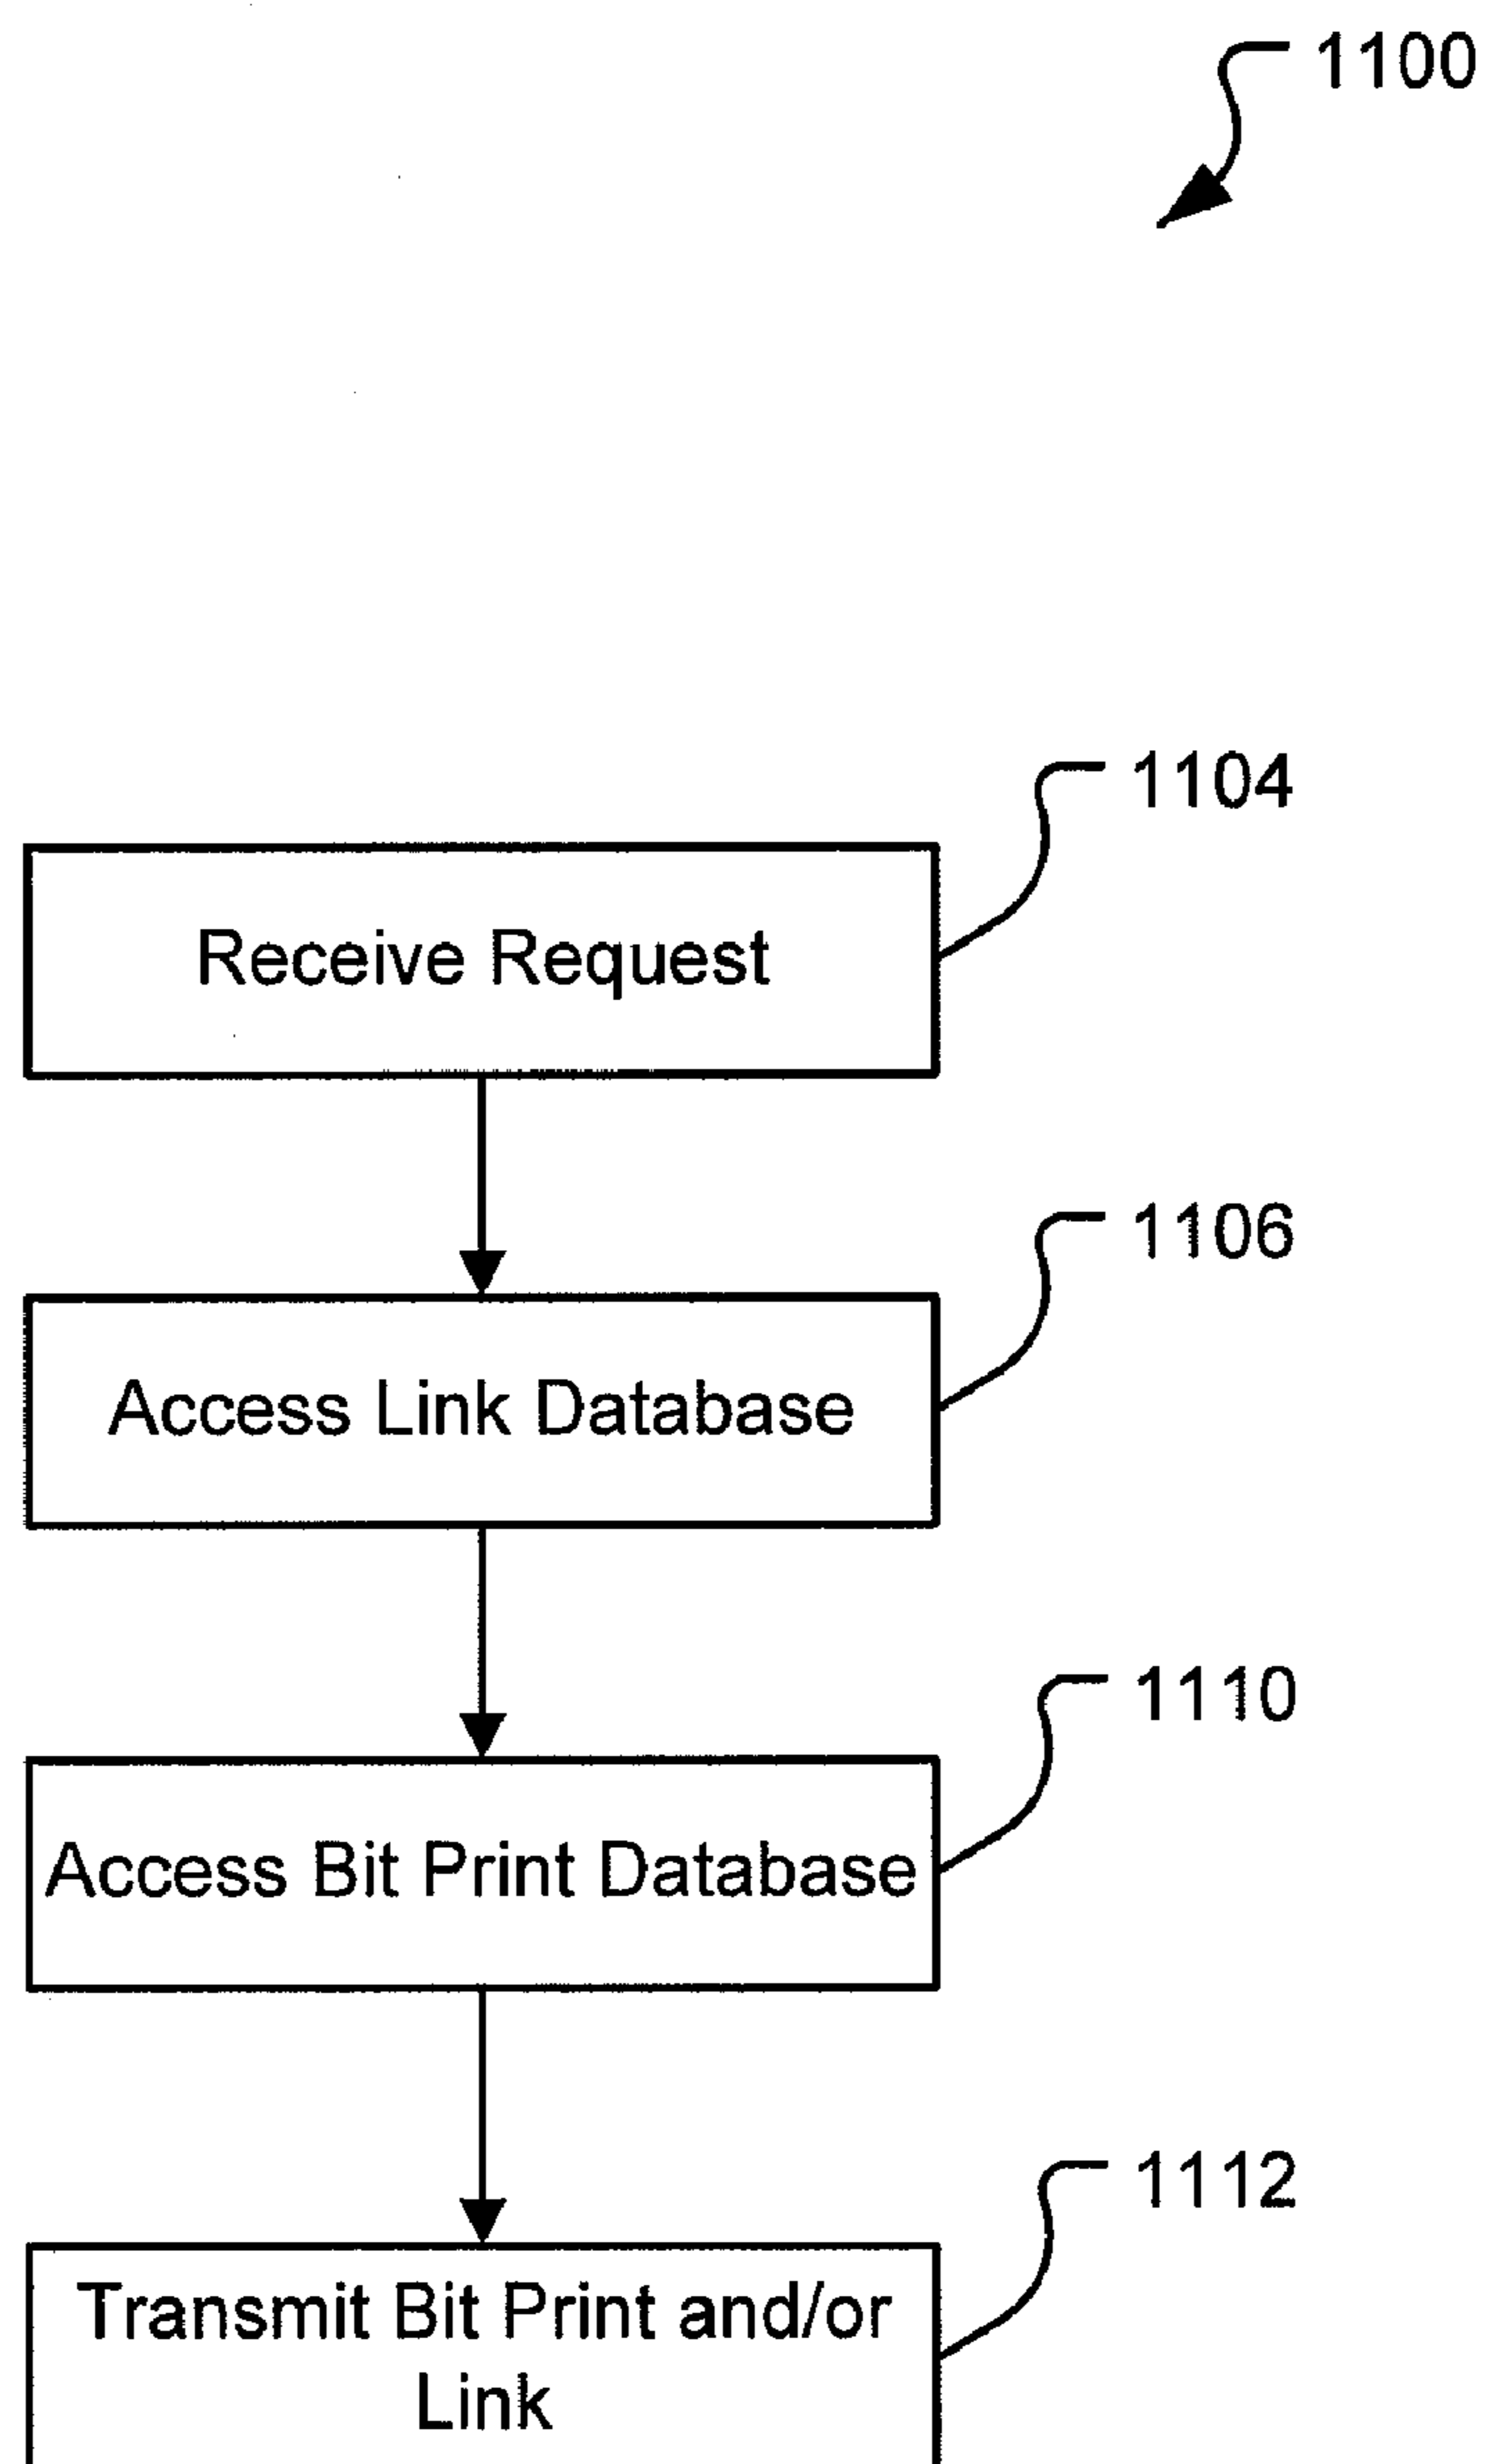 1100
1104
Receive Request
1106
Access Link Database
1110
Access Bit Print Database
1112
Transmit Bit Print and/or
Link